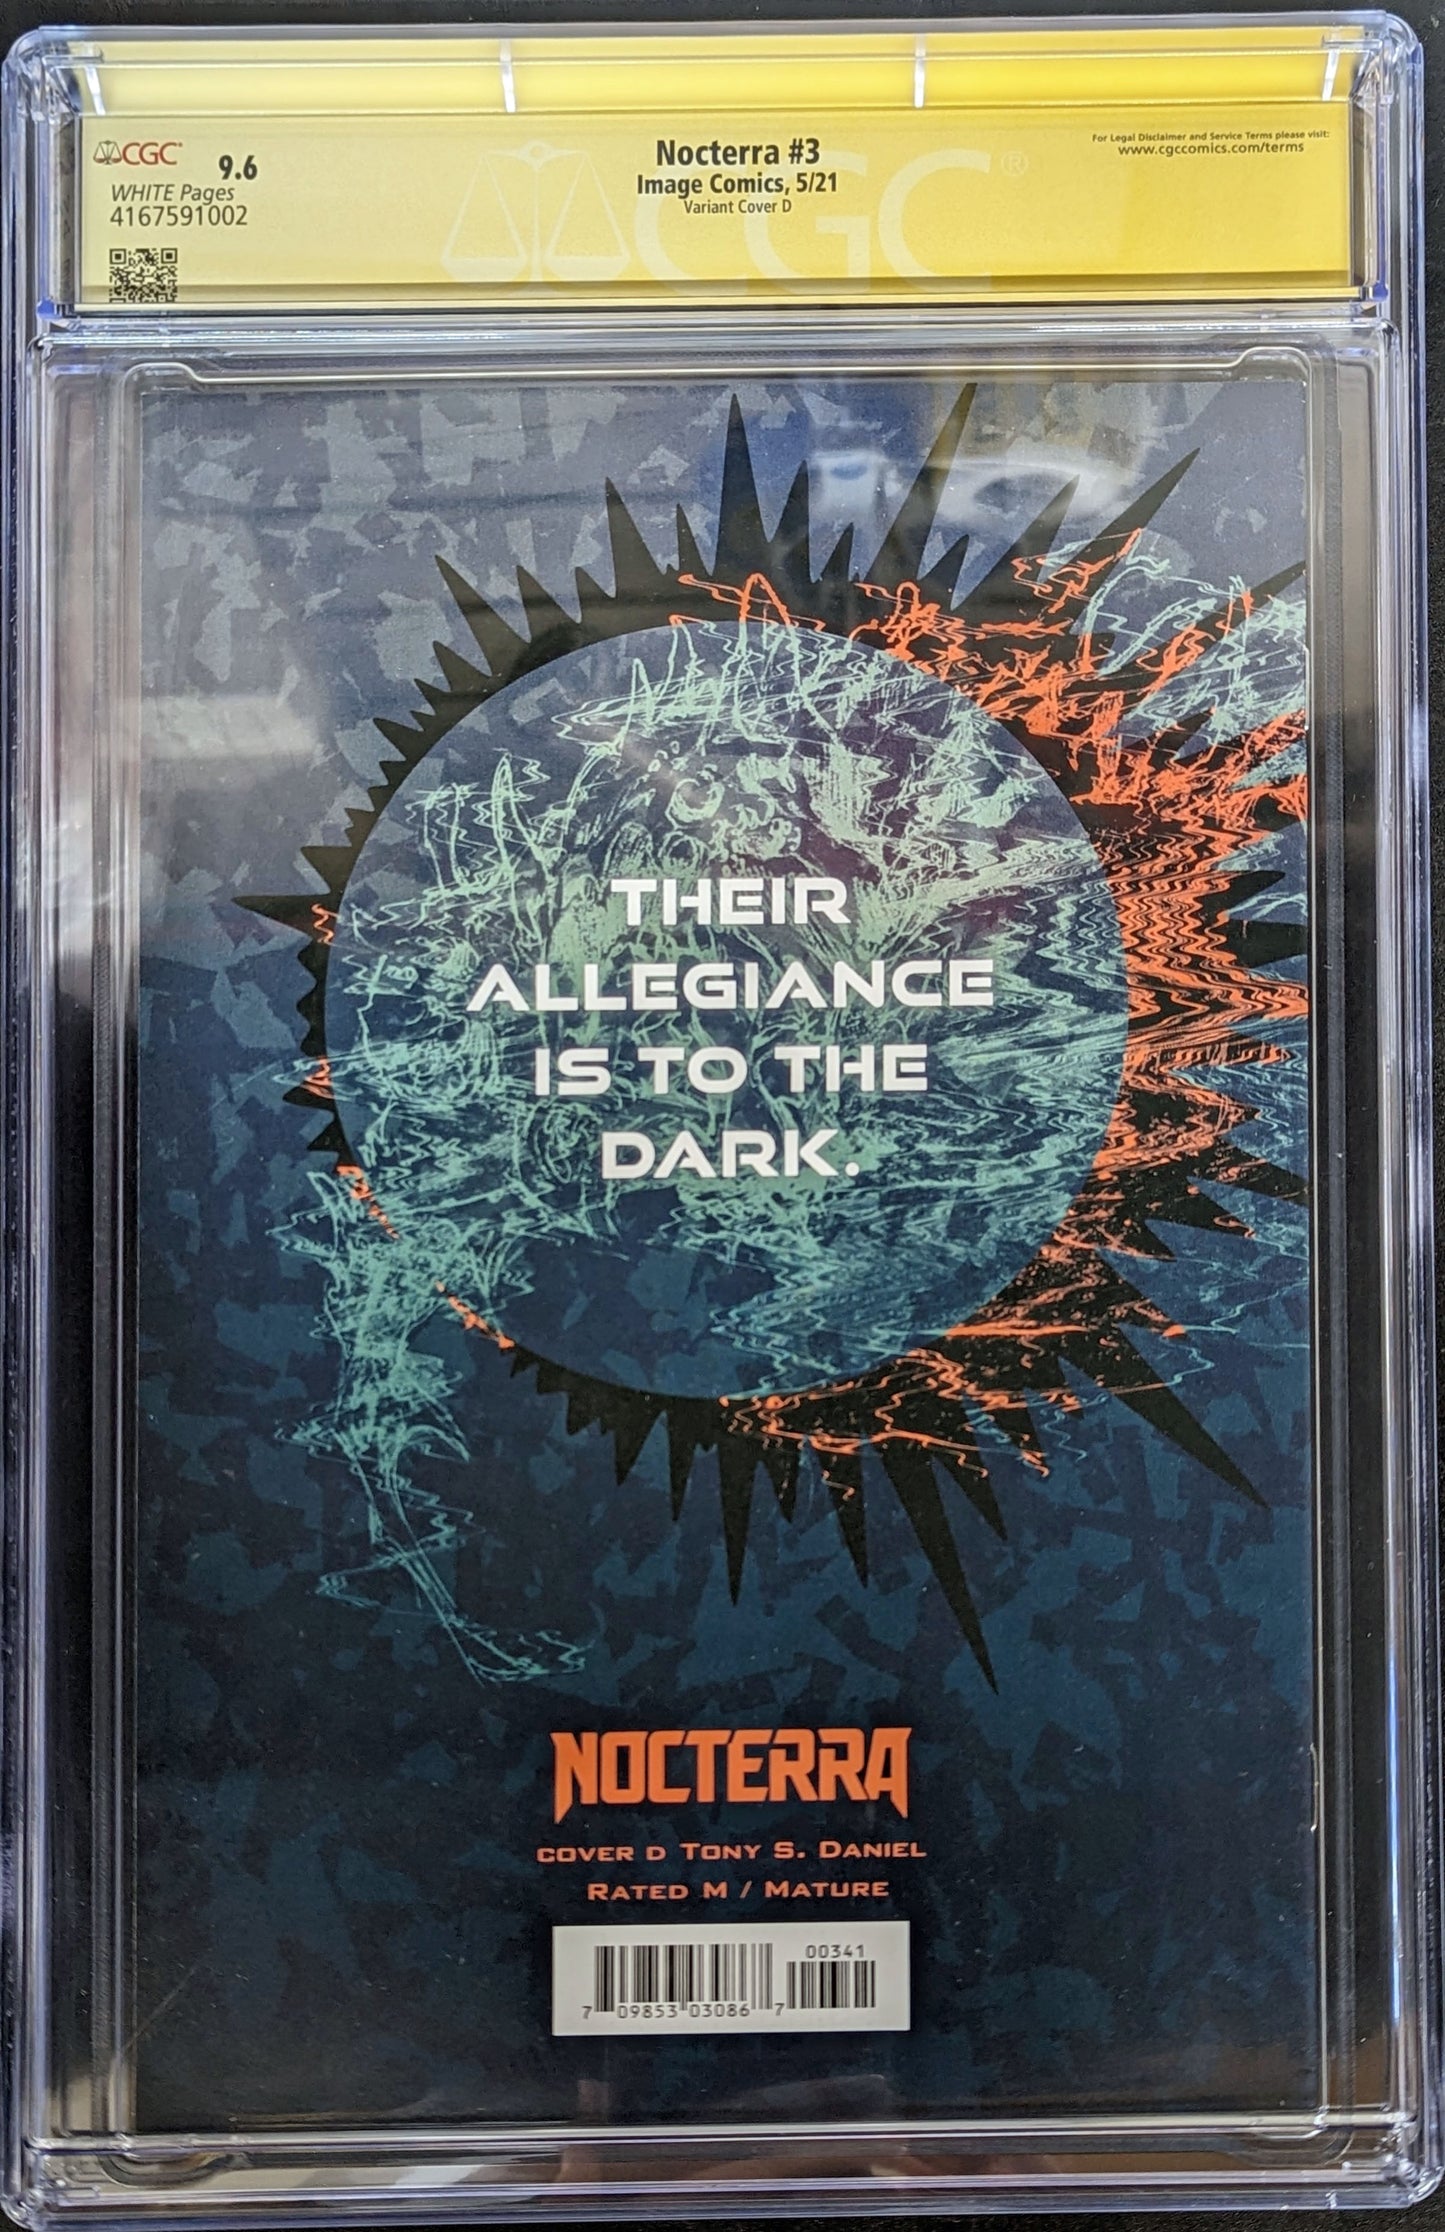 CGC
9.6
WHITE Pages
4167591002
Nocterra #3
Image Comics, 5/21
Variant Cover D
For Legal Disclaimer and Service Terms please visit:
www.cgccomics.com/terms
CGC®
THEIR
ALLEGIANCE
IS TO THE
DARK.
NOCTERRA
COVER D TONY S. DANIEL
RATED M / MATURE
00341
7 09853 03086 7